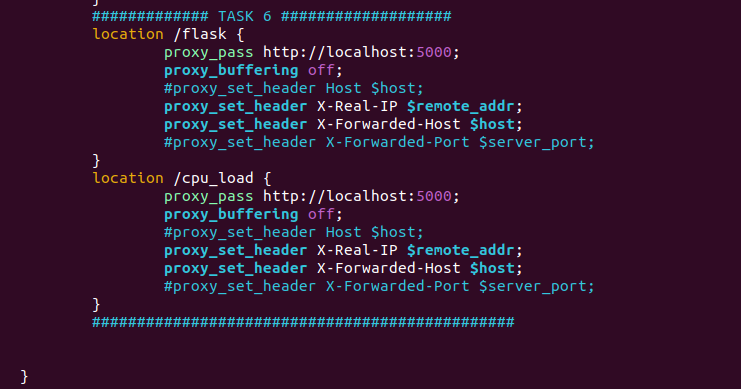 }
############# TASK 6 ###################
location /flask {
proxy_pass http://localhost:5000;
proxy_buffering off;
#proxy_set_header Host $host;
proxy_set_header X-Real-IP $remote_addr;
proxy_set_header X-Forwarded-Host $host;
#proxy_set_header X-Forwarded-Port $server_port;
}
location /cpu_load {
proxy_pass http://localhost:5000;
proxy_buffering off;
#proxy_set_header Host $host;
proxy_set_header X-Real-IP $remote_addr;
proxy_set_header X-Forwarded-Host $host;
#proxy_set_header X-Forwarded-Port $server_port;
}
###############################################
}